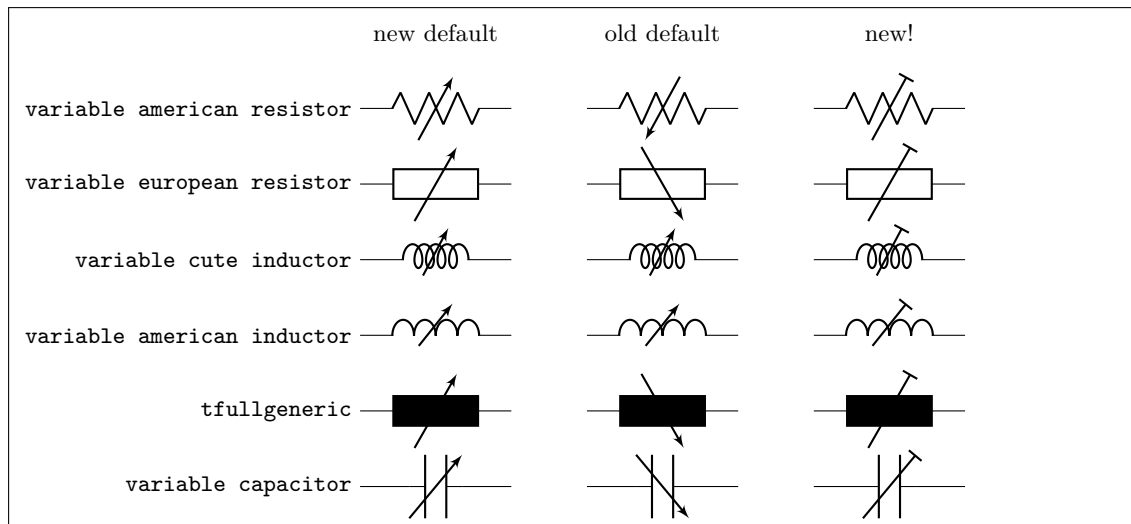 new default old default new!
variable american resistor
variable european resistor
variable cute inductor
variable american inductor
tfullgeneric
variable capacitor